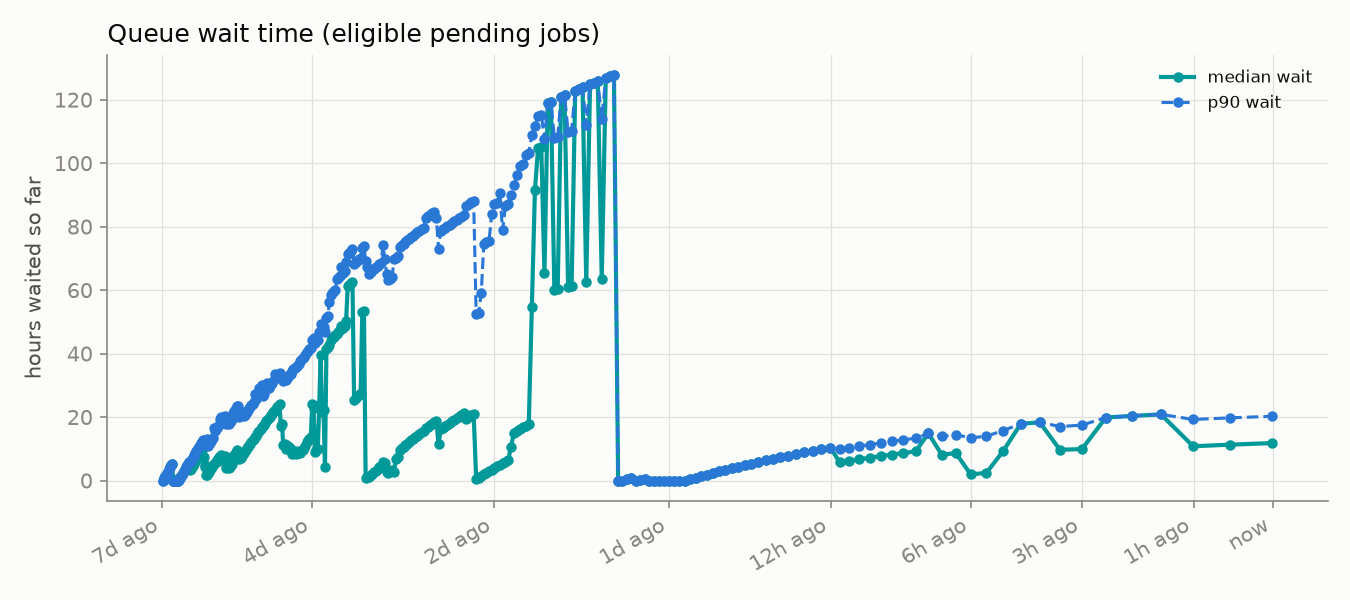 Queue wait time (eligible pending jobs)
median wait
p90 wait
hours waited so far
120
100
80
60
40
20
0
7d ago
4d ago
2d ago
1d ago
12h ago
6h ago
3h ago
1h ago
now